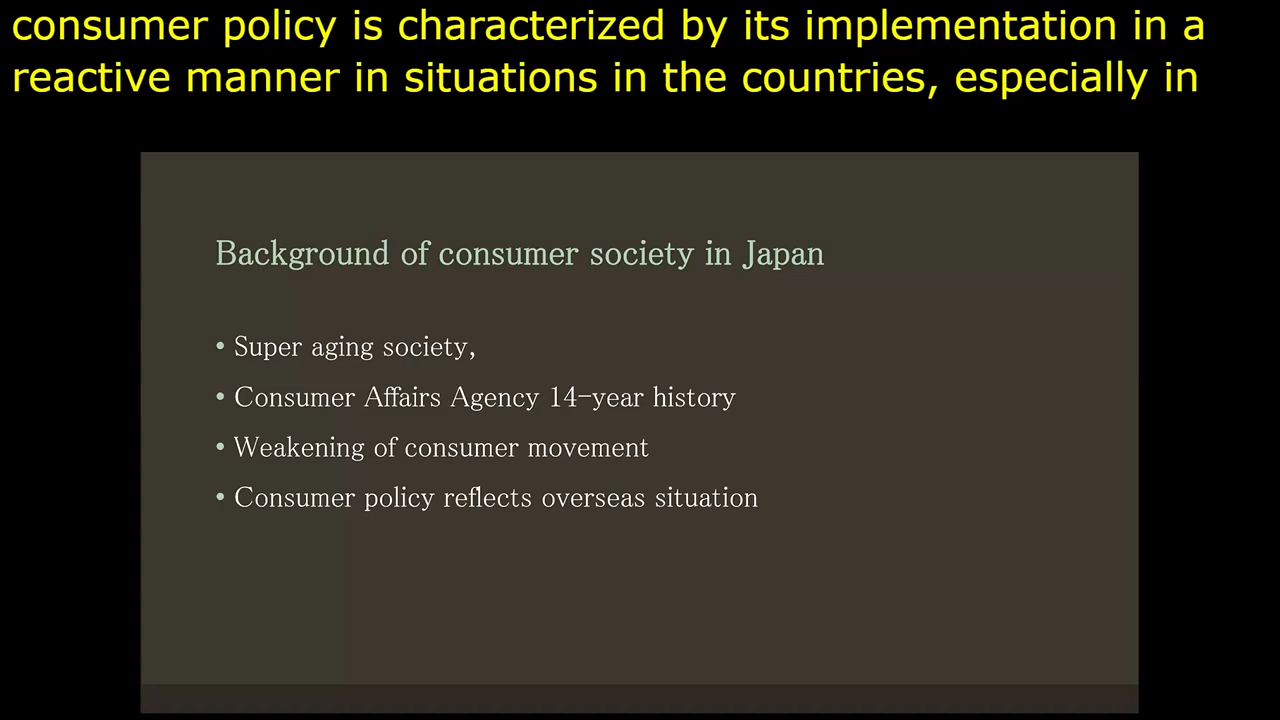 consumer policy is characterized by its implementation in a
reactive manner in situations in the countries, especially in
Background of consumer society in Japan
• Super aging society,
• Consumer Affairs Agency 14-year history
• Weakening of consumer movement
• Consumer policy reflects overseas situation